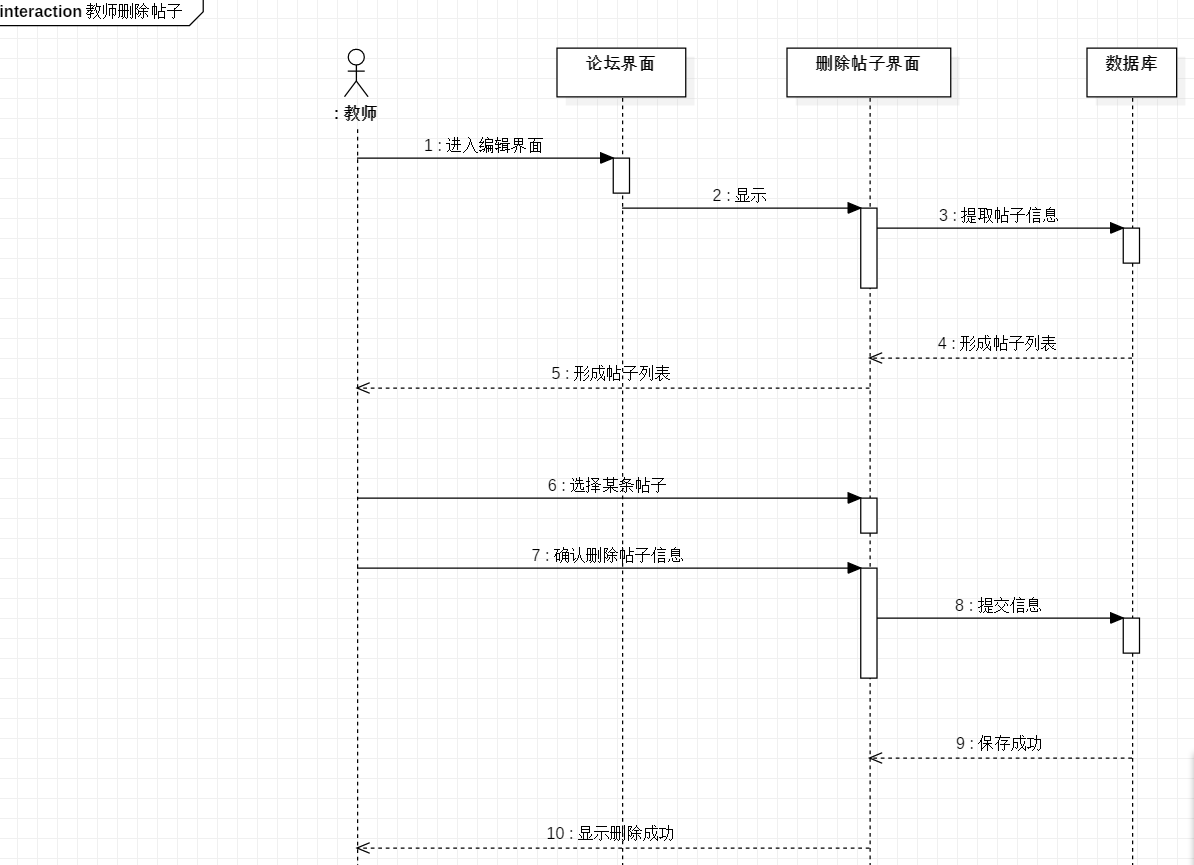 interaction 教师删除帖子
论坛界面
删除帖子界面
数据库
: 教师
1 : 进入编辑界面
2 : 显示
3 : 提取帖子信息
4 : 形成帖子列表
5 : 形成帖子列表
6 : 选择某条帖子
7 : 确认删除帖子信息
8 : 提交信息
9 : 保存成功
10 : 显示删除成功